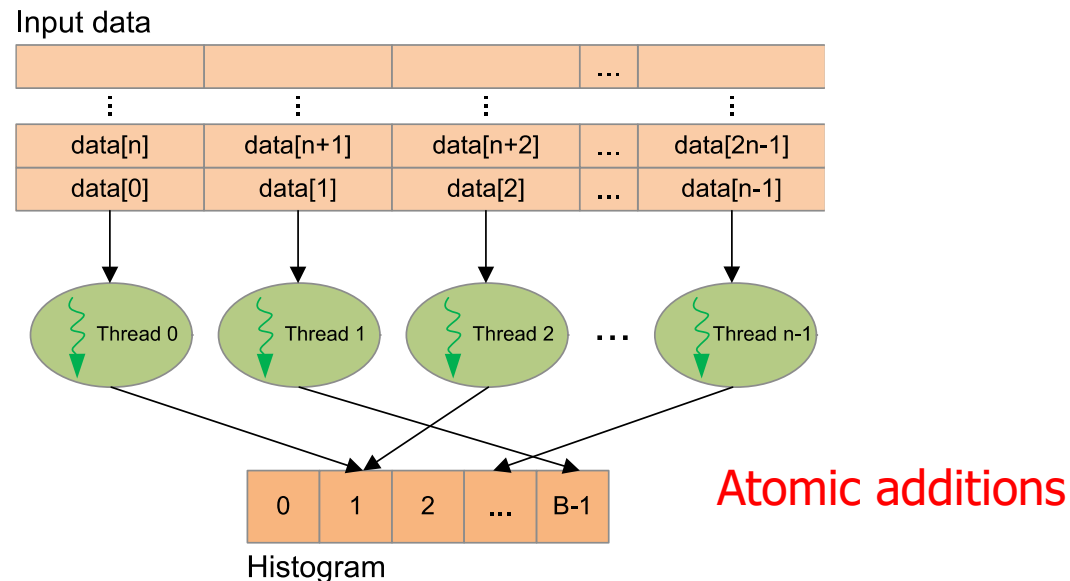 Input data
...
data[n] data[n+1] data[n+2] ... data[2n-1]
data[0] data[1] data[2] ... data[n-1]
Thread 0 Thread 1 Thread 2 ... Thread n-1
0 1 2 ... B-1
Atomic additions
Histogram